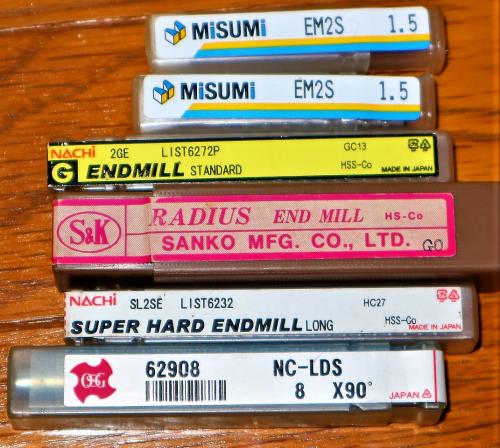 MiSUMi EM2S 1.5
MiSUMi EM2S 1.5
NACHi 2GE LIST6272P GC13
G ENDMILL STANDARD HSS-Co MADE IN JAPAN
S&K RADIUS END MILL HS-Co
SANKO MFG. CO., LTD. GO
NACHi SL2SE LIST6232 HC27
SUPER HARD ENDMILL LONG HSS-Co MADE IN JAPAN
OSG 62908 NC-LDS
8 X90° JAPAN